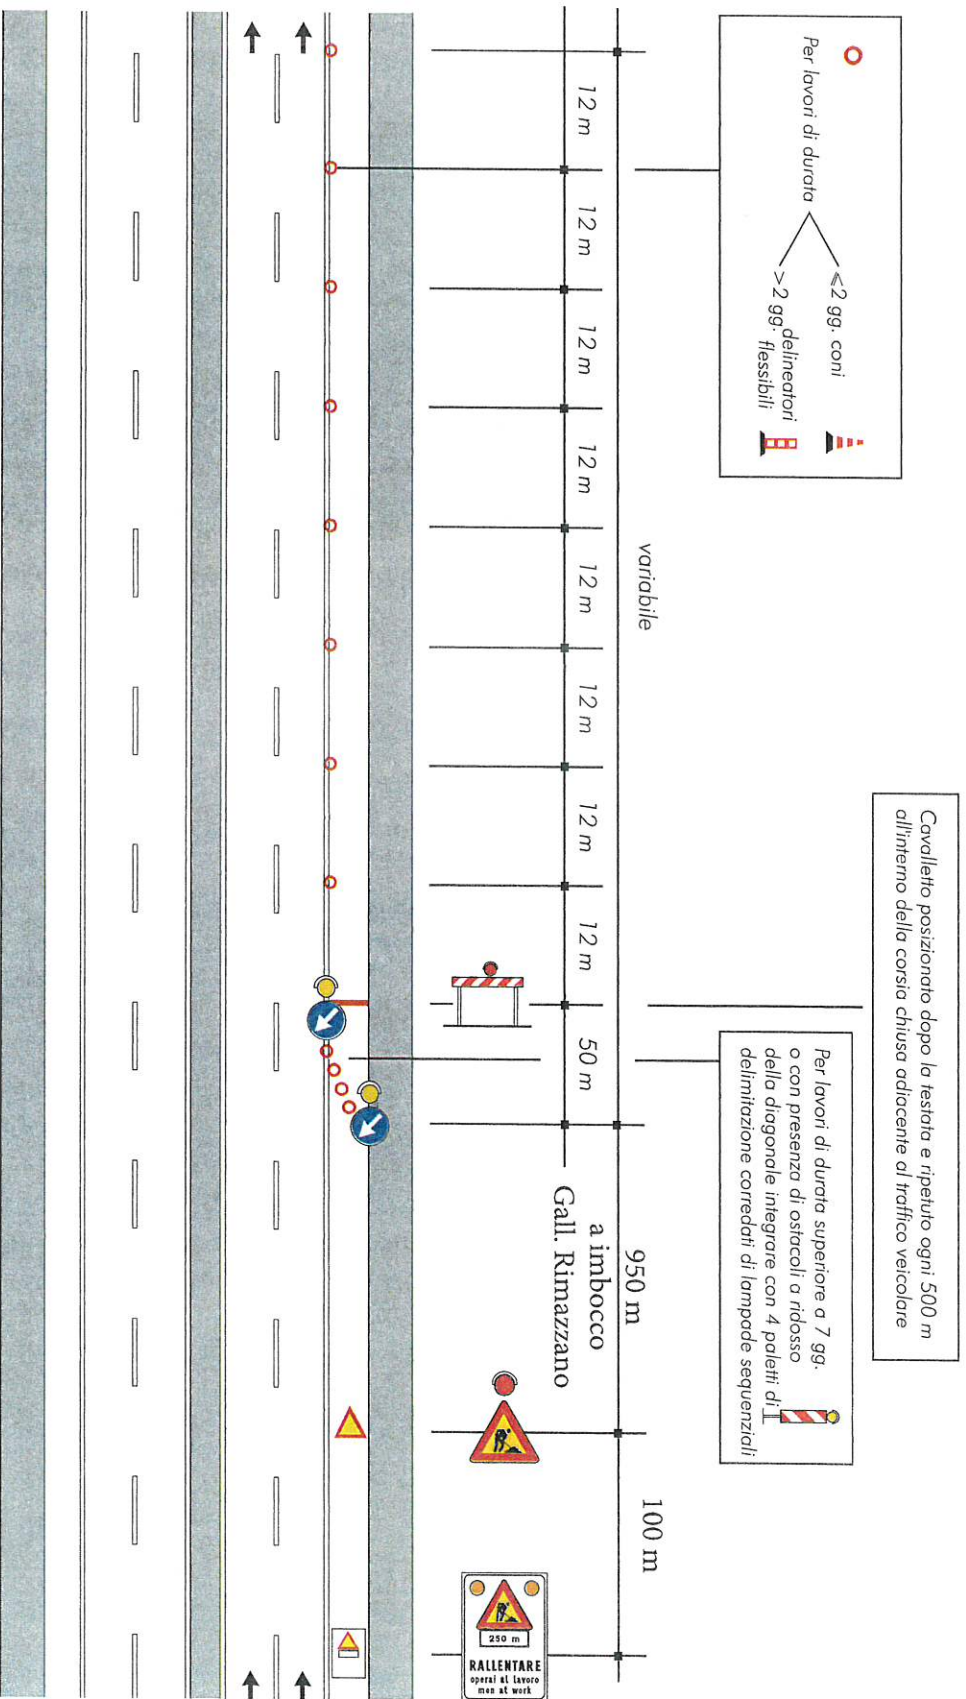 Per lavori di durata
≤2 gg. coni
>2 gg. delineatori
flessibili
Cavalletto posizionato dopo la testata e ripetuto ogni 500 m
all'interno della corsia chiusa adiacente al traffico veicolare
Per lavori di durata superiore a 7 gg.
o con presenza di ostacoli a ridosso
della diagonale integrare con 4 paletti di
delimitazione corredati di lampade sequenziali
variabile
950 m
a imbocco
Gall. Rimazzano
100 m
12 m
12 m
12 m
12 m
12 m
12 m
12 m
12 m
50 m
250 m
RALLENTARE
operai al lavoro
men at work